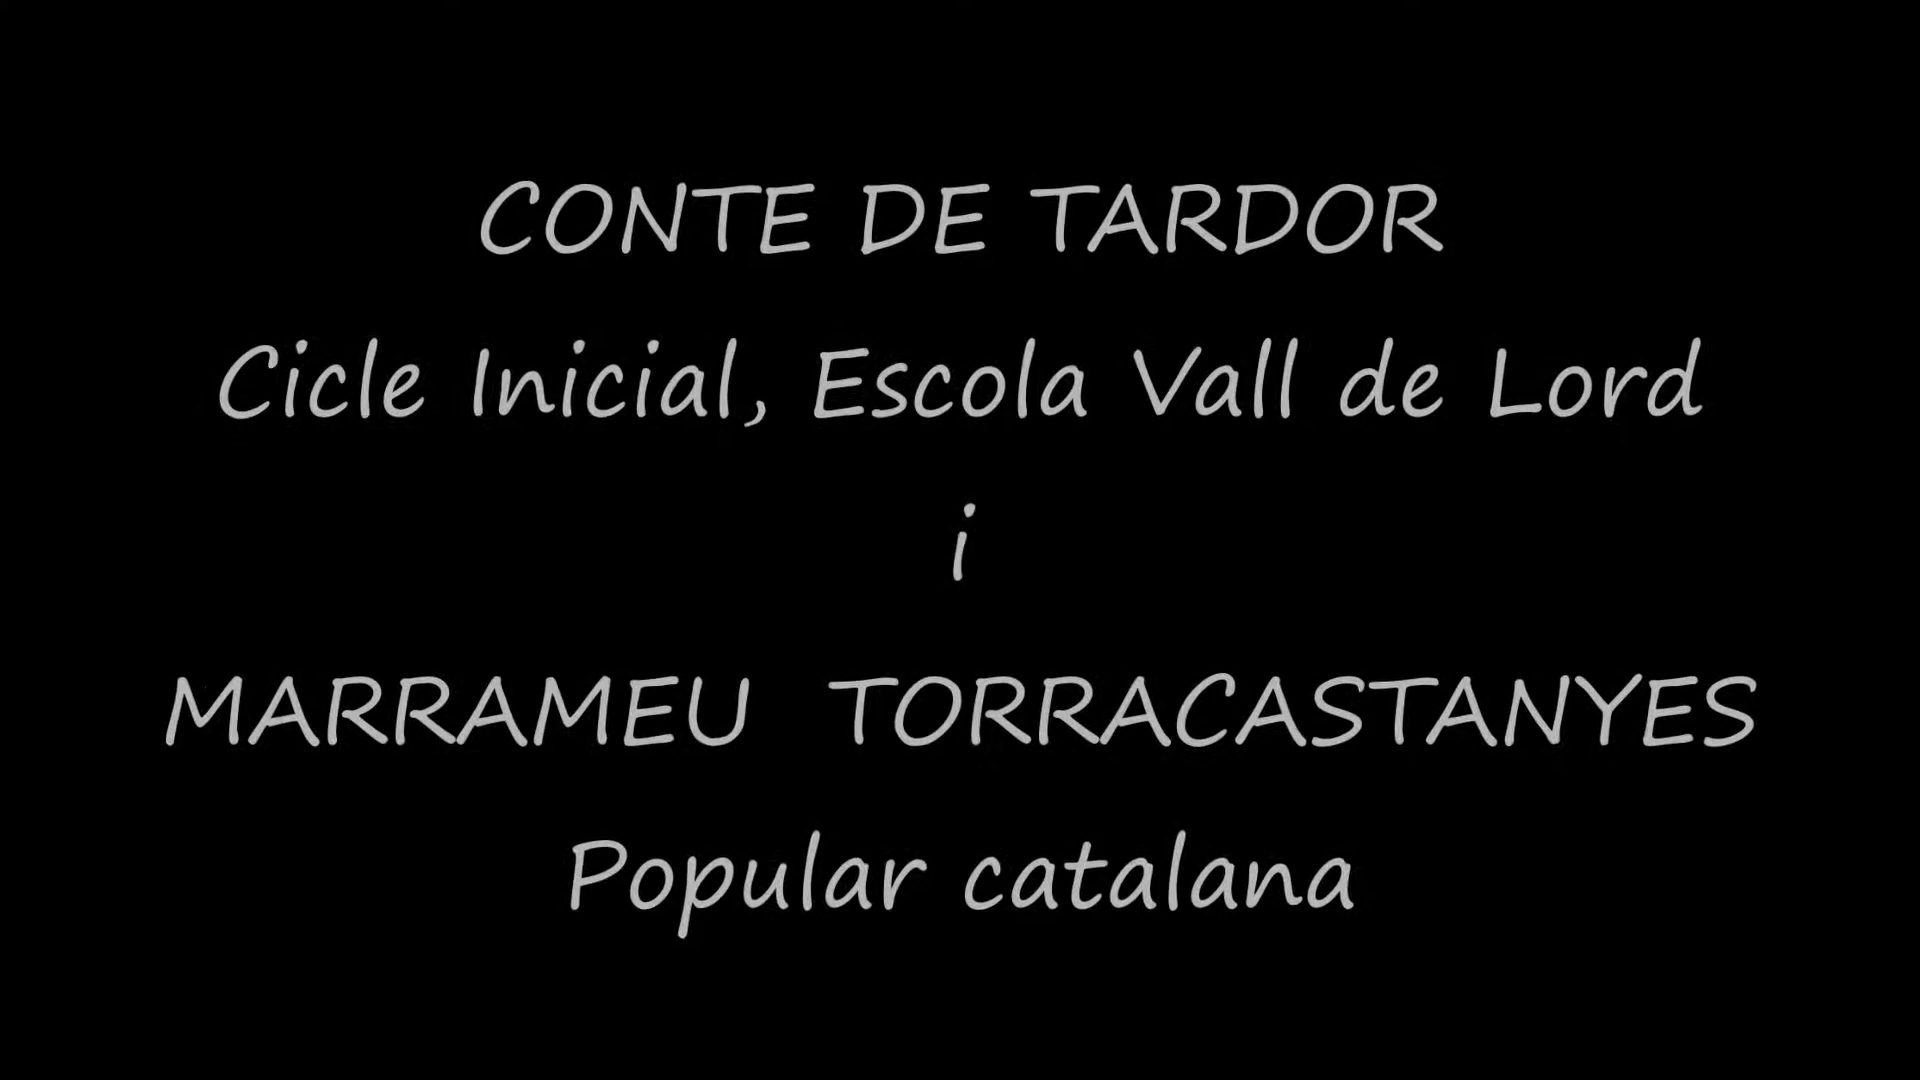 CONTE DE TARDOR
Cicle Inicial, Escola Vall de Lord
i
MARRAMEU TORRACASTANYES
Popular catalana